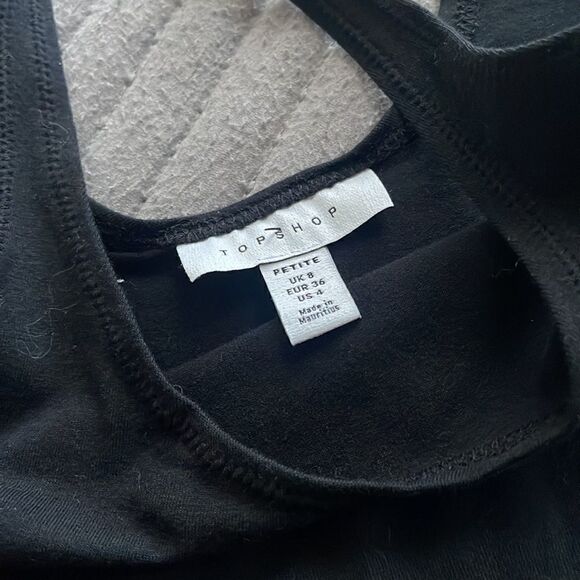 TOPSHOP
PETITE
UK 8
EUR 36
US 4
Made in
Mauritius